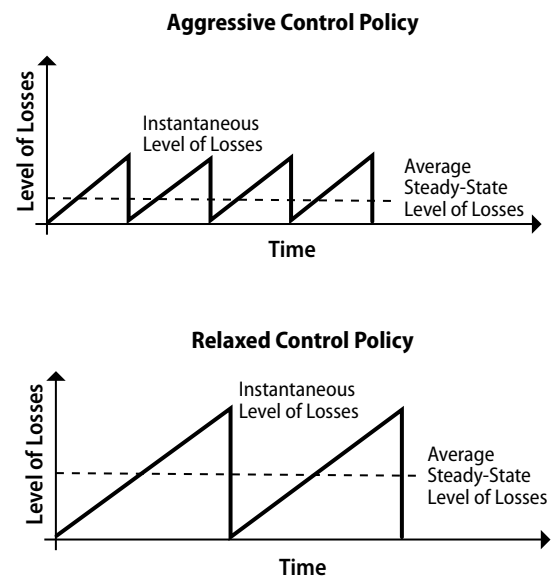 Aggressive Control Policy
Level of Losses
Instantaneous
Level of Losses
Average
Steady-State
Level of Losses
Time
Relaxed Control Policy
Level of Losses
Instantaneous
Level of Losses
Average
Steady-State
Level of Losses
Time